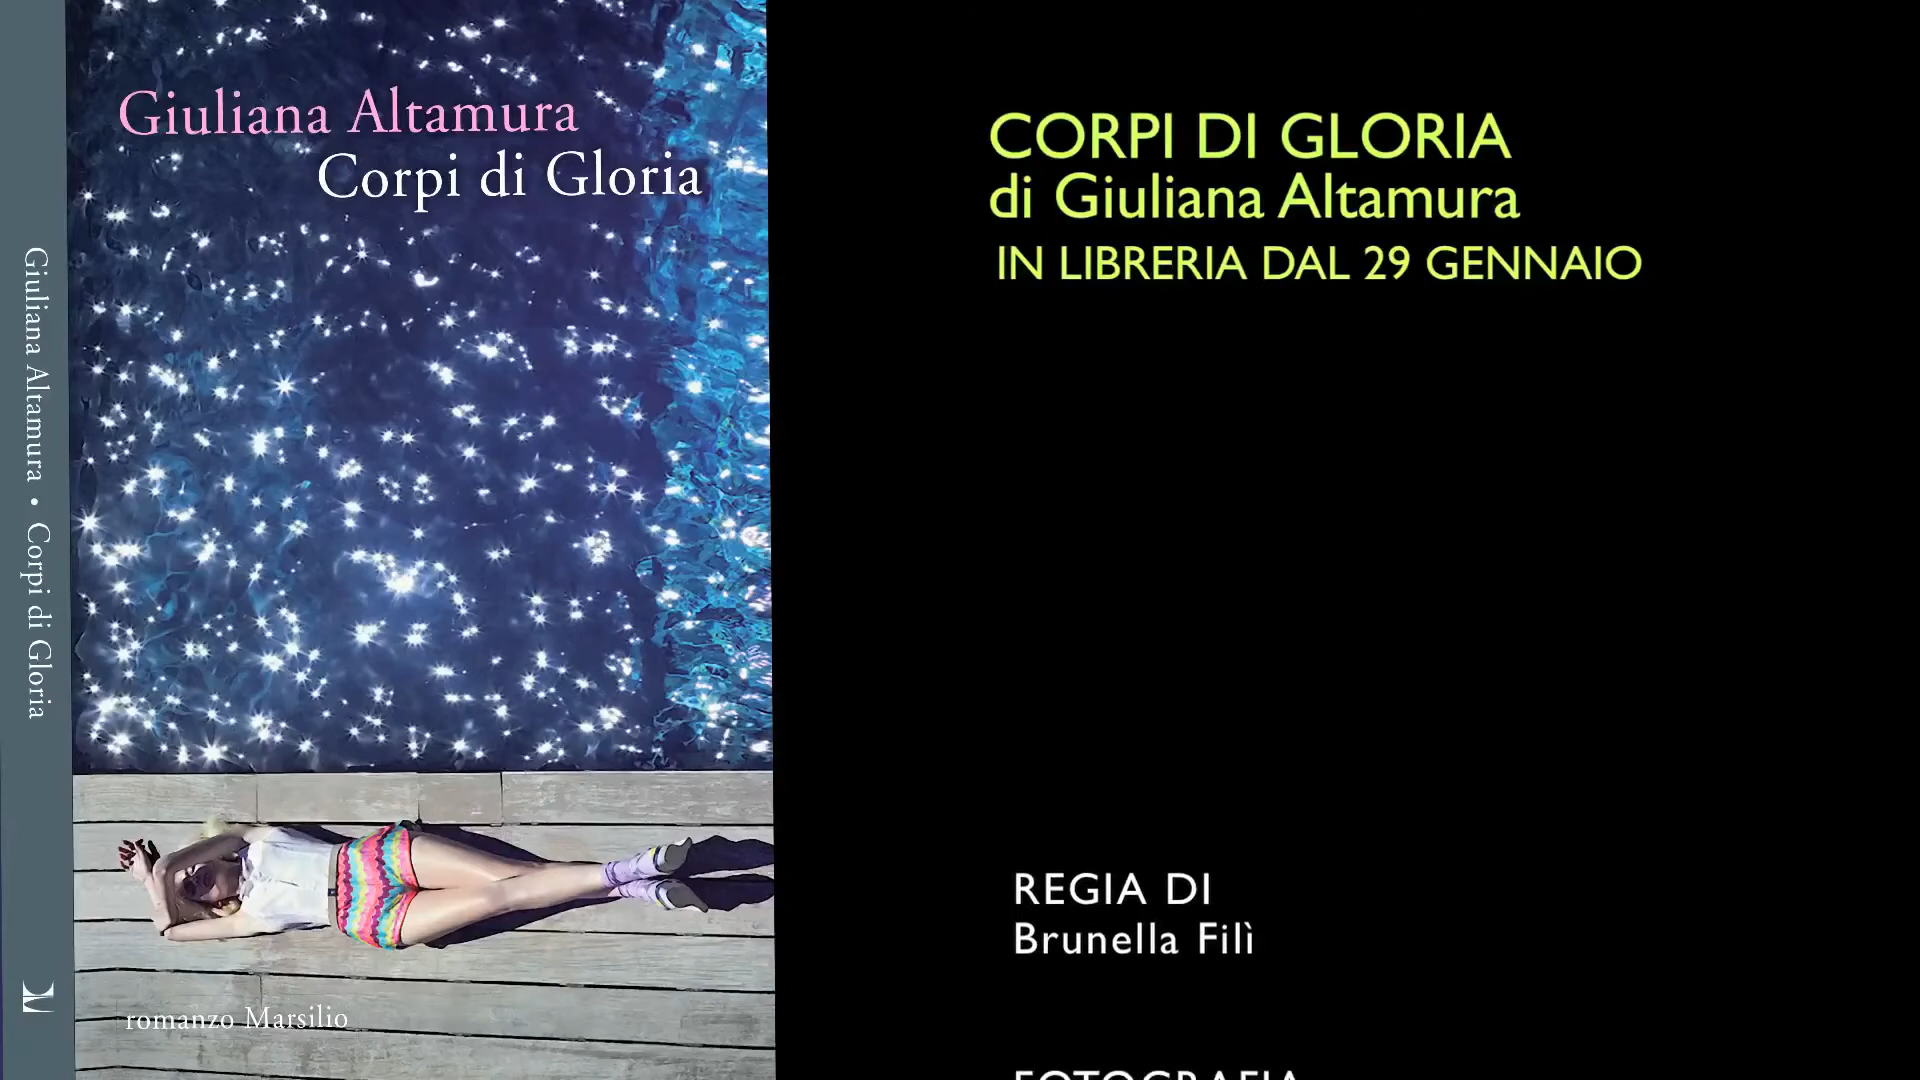 Giuliana Altamura • Corpi di Gloria
Giuliana Altamura
Corpi di Gloria
romanzo Marsilio
CORPI DI GLORIA
di Giuliana Altamura
IN LIBRERIA DAL 29 GENNAIO
REGIA DI
Brunella Filì
FOTOGRAFIA